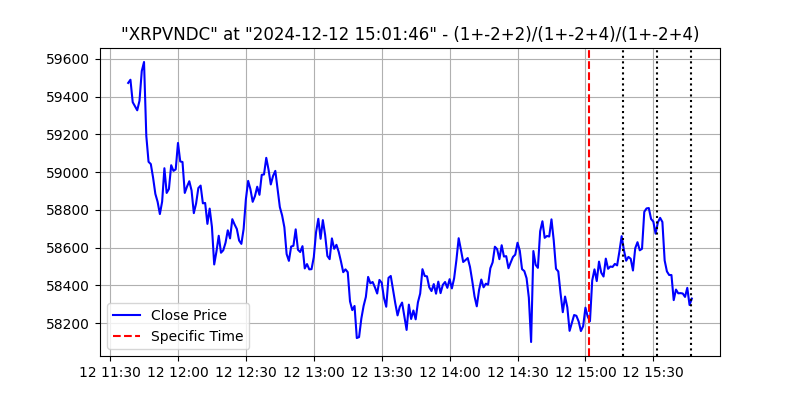 "XRPVNDC" at "2024-12-12 15:01:46" - (1+-2+2)/(1+-2+4)/(1+-2+4)
59600
59400
59200
59000
58800
58600
58400
58200
Close Price
Specific Time
12 11:30 12 12:00 12 12:30 12 13:00 12 13:30 12 14:00 12 14:30 12 15:00 12 15:30